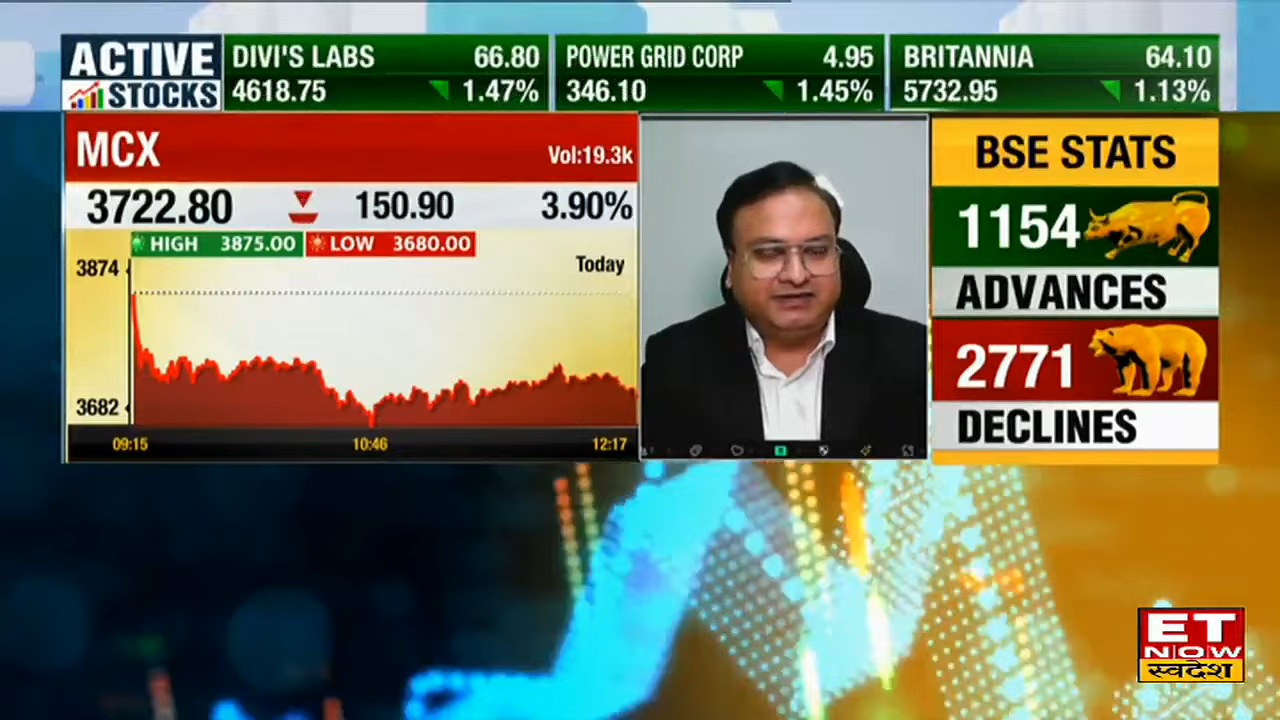 ACTIVE
STOCKS
DIVI'S LABS 66.80
4618.75 1.47%
POWER GRID CORP 4.95
346.10 1.45%
BRITANNIA 64.10
5732.95 1.13%
MCX Vol:19.3k
3722.80 150.90 3.90%
HIGH 3875.00 LOW 3680.00
Today
3874
3682
09:15 10:46 12:17
BSE STATS
1154
ADVANCES
2771
DECLINES
ET
NOW
स्वदेश